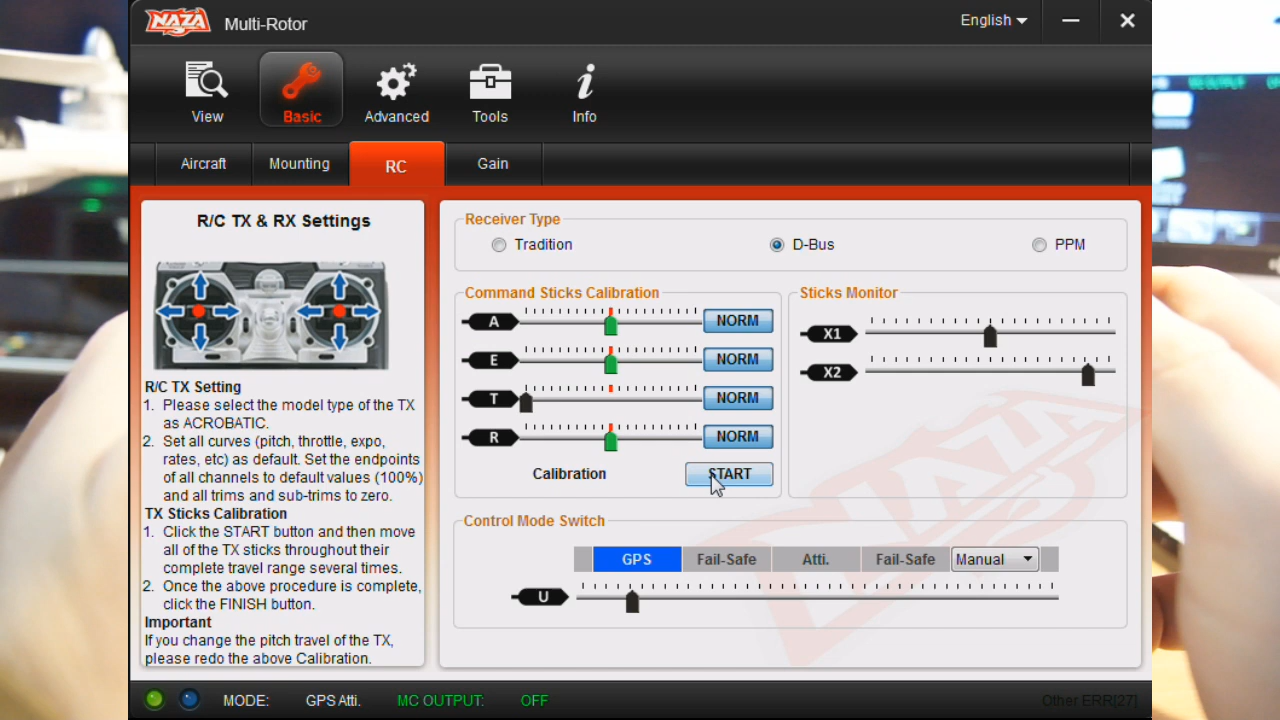 NAZA
Multi-Rotor
English
View
Basic
Advanced
Tools
Info
Aircraft
Mounting
RC
Gain
R/C TX & RX Settings
R/C TX Setting
1. Please select the model type of the TX
as ACROBATIC.
2. Set all curves (pitch, throttle, expo,
rates, etc) as default. Set the endpoints
of all channels to default values (100%)
and all trims and sub-trims to zero.
TX Sticks Calibration
1. Click the START button and then move
all of the TX sticks throughout their
complete travel range several times.
2. Once the above procedure is complete,
click the FINISH button.
Important
If you change the pitch travel of the TX,
please redo the above Calibration.
Receiver Type
Tradition
D-Bus
PPM
Command Sticks Calibration
A NORM
E NORM
T NORM
R NORM
Calibration START
Sticks Monitor
X1
X2
Control Mode Switch
GPS Fail-Safe Atti. Fail-Safe Manual
U
MODE: GPS Atti. MC OUTPUT: OFF
Other ERR[27]